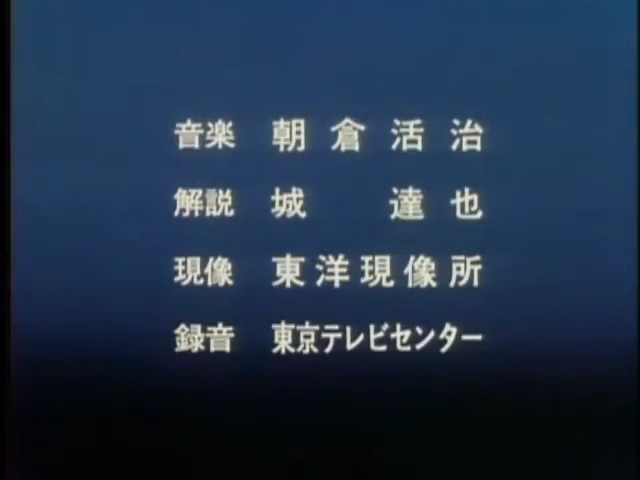 音楽 朝倉活治
解説 城 達也
現像 東洋現像所
録音 東京テレビセンター